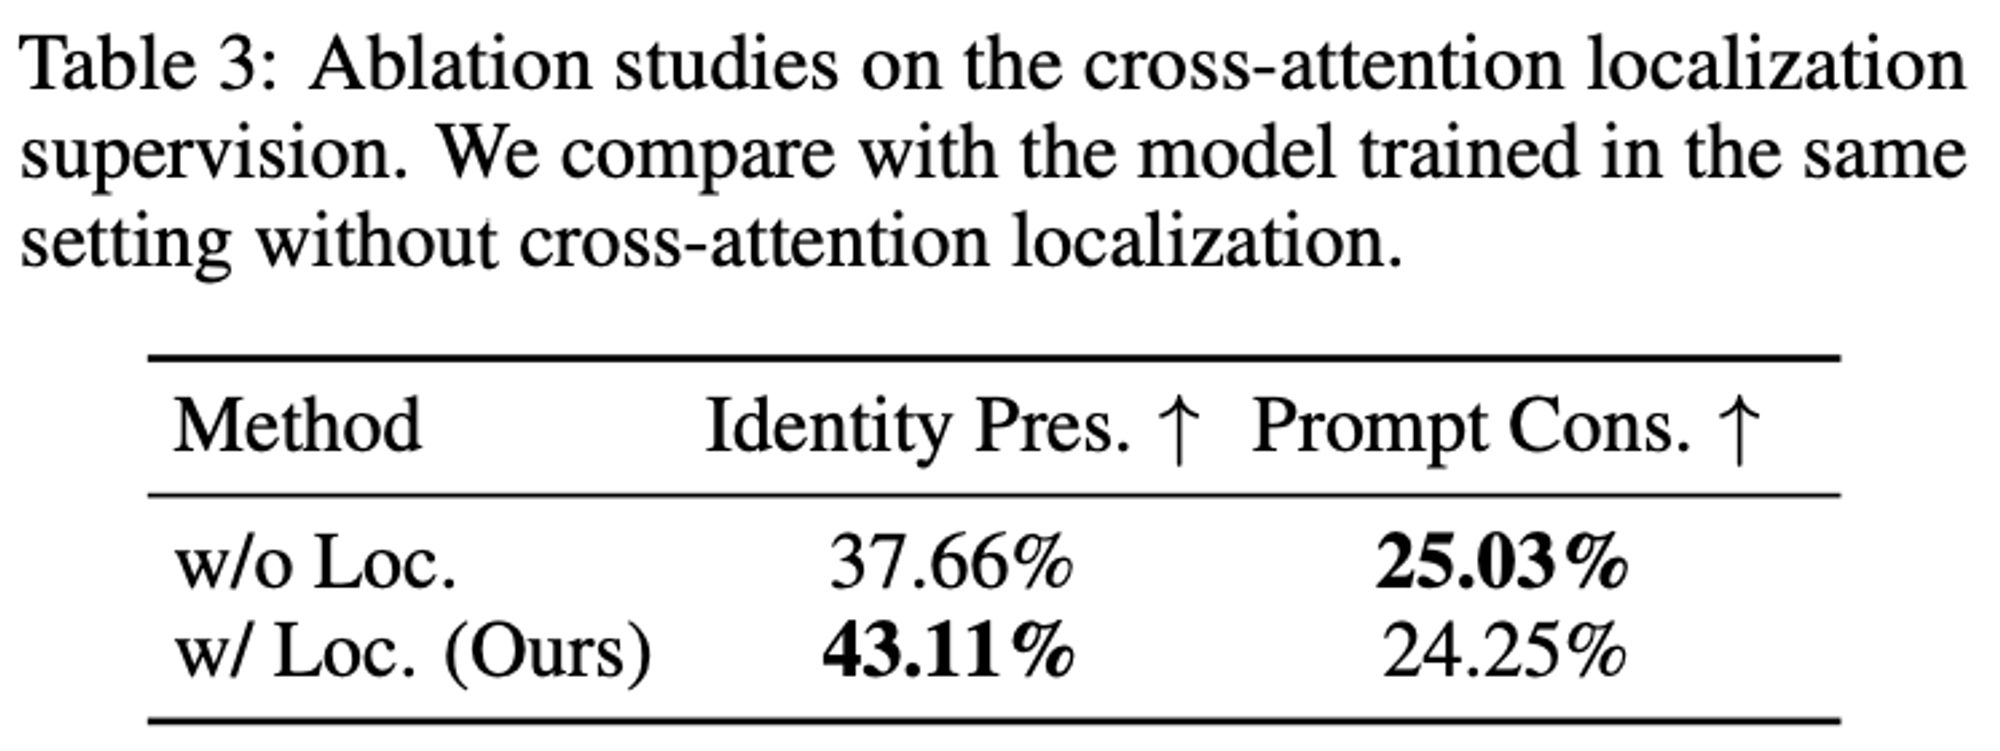 Table 3: Ablation studies on the cross-attention localization
supervision. We compare with the model trained in the same
setting without cross-attention localization.
Method Identity Pres. ↑ Prompt Cons. ↑
w/o Loc. 37.66% 25.03%
w/ Loc. (Ours) 43.11% 24.25%